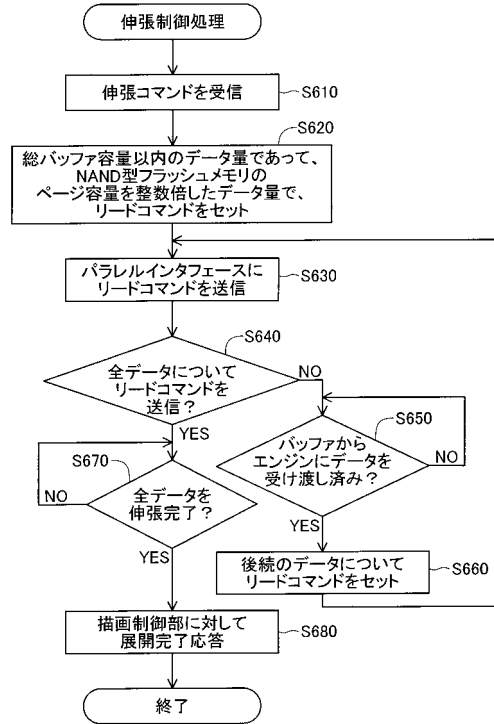 伸張制御処理
伸張コマンドを受信
S610
S620
総バッファ容量以内のデータ量であって、
NAND型フラッシュメモリの
ページ容量を整数倍したデータ量で、
リードコマンドをセット
パラレルインタフェースに
リードコマンドを送信
S630
S640
全データについて
リードコマンドを
送信？
NO
YES
S650
バッファから
エンジンにデータを
受け渡し済み？
NO
YES
S670
全データを
伸張完了？
NO
YES
後続のデータについて
リードコマンドをセット
S660
描画制御部に対して
展開完了応答
S680
終了